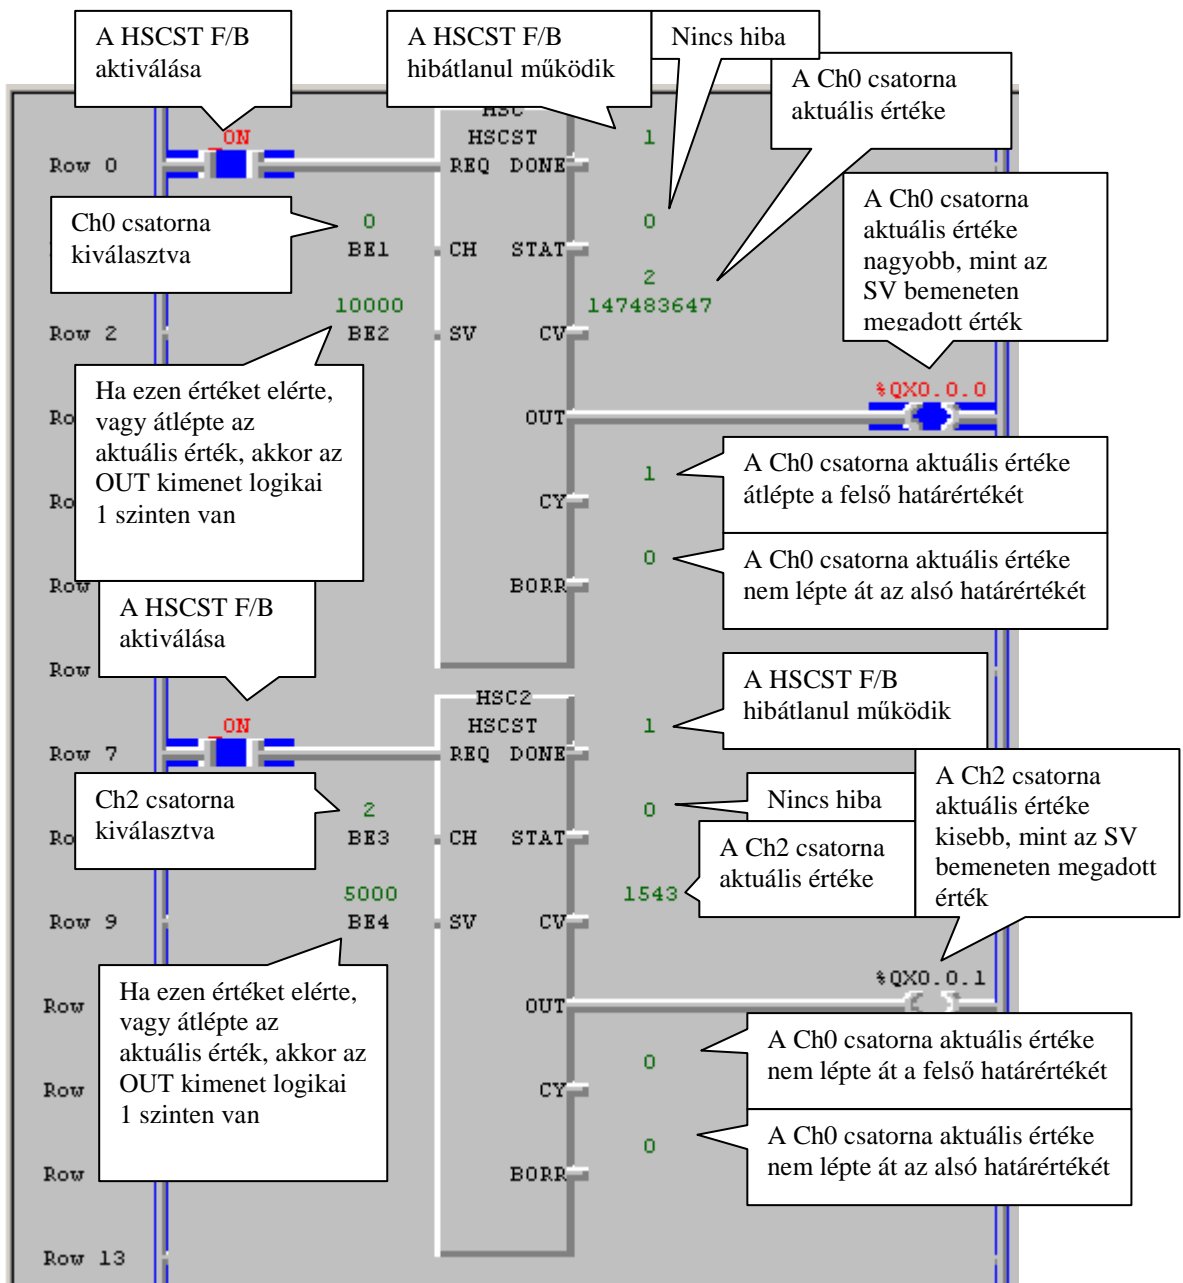 A HSCST F/B
aktiválása
A HSCST F/B
hibátlanul működik
Nincs hiba
A Ch0 csatorna
aktuális értéke
HSC
HSCST
_ON
1
Row 0
REQ DONE
A Ch0 csatorna
aktuális értéke
nagyobb, mint az
SV bemeneten
megadott érték
Ch0 csatorna
kiválasztva
0
0
BE1
CH STAT
2
10000
147483647
Row 2
BE2
SV CV
Ha ezen értéket elérte,
vagy átlépte az
aktuális érték, akkor az
OUT kimenet logikai
1 szinten van
%QX0.0.0
Ro
OUT
A Ch0 csatorna aktuális értéke
átlépte a felső határértékét
1
Ro
CY
A Ch0 csatorna aktuális értéke
nem lépte át az alsó határértékét
0
Row
BORR
A HSCST F/B
aktiválása
Row
A HSCST F/B
hibátlanul működik
HSC2
HSCST
_ON
1
Row 7
REQ DONE
A Ch2 csatorna
aktuális értéke
kisebb, mint az SV
bemeneten megadott
érték
Ch2 csatorna
kiválasztva
2
0
Nincs hiba
Ro
BE3
CH STAT
A Ch2 csatorna
aktuális értéke
5000
1543
Row 9
BE4
SV CV
Ha ezen értéket elérte,
vagy átlépte az
aktuális érték, akkor az
OUT kimenet logikai
1 szinten van
%QX0.0.1
Row
OUT
A Ch0 csatorna aktuális értéke
nem lépte át a felső határértékét
0
Row
CY
A Ch0 csatorna aktuális értéke
nem lépte át az alsó határértékét
0
Row
BORR
Row 13